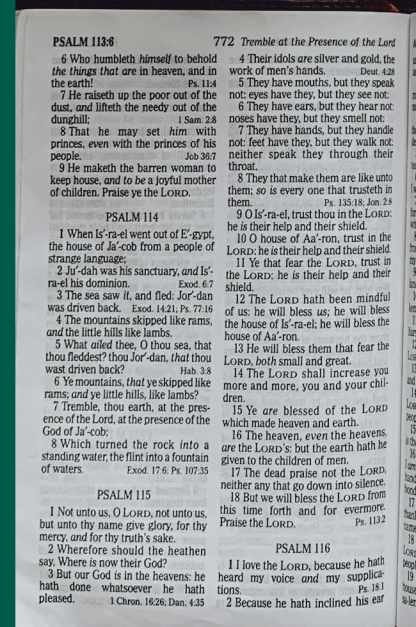 PSALM 113:6
772 Tremble at the Presence of the Lord
6 Who humbleth himself to behold
the things that are in heaven, and in
the earth! Ps. 11:4
7 He raiseth up the poor out of the
dust, and lifteth the needy out of the
dunghill; 1 Sam. 2:8
8 That he may set him with
princes, even with the princes of his
people. Job 36:7
9 He maketh the barren woman to
keep house, and to be a joyful mother
of children. Praise ye the LORD.
PSALM 114
1 When Is'-ra-el went out of E'-gypt,
the house of Ja'-cob from a people of
strange language;
2 Ju'-dah was his sanctuary, and Is'-
ra-el his dominion. Exod. 6:7
3 The sea saw it, and fled: Jor'-dan
was driven back. Exod. 14:21; Ps. 77:16
4 The mountains skipped like rams,
and the little hills like lambs.
5 What ailed thee, O thou sea, that
thou fleddest? thou Jor'-dan, that thou
wast driven back? Hab. 3:8
6 Ye mountains, that ye skipped like
rams; and ye little hills, like lambs?
7 Tremble, thou earth, at the pres-
ence of the Lord, at the presence of the
God of Ja'-cob;
8 Which turned the rock into a
standing water, the flint into a fountain
of waters. Exod. 17:6; Ps. 107:35
PSALM 115
1 Not unto us, O LORD, not unto us,
but unto thy name give glory, for thy
mercy, and for thy truth's sake.
2 Wherefore should the heathen
say, Where is now their God?
3 But our God is in the heavens: he
hath done whatsoever he hath
pleased. 1 Chron. 16:26; Dan. 4:35
4 Their idols are silver and gold, the
work of men's hands. Deut. 4:28
5 They have mouths, but they speak
not: eyes have they, but they see not:
6 They have ears, but they hear not:
noses have they, but they smell not:
7 They have hands, but they handle
not: feet have they, but they walk not:
neither speak they through their
throat.
8 They that make them are like unto
them; so is every one that trusteth in
them. Ps. 135:18; Jon. 2:8
9 O Is'-ra-el, trust thou in the LORD:
he is their help and their shield.
10 O house of Aa'-ron, trust in the
LORD: he is their help and their shield.
11 Ye that fear the LORD, trust in
the LORD: he is their help and their
shield.
12 The LORD hath been mindful
of us: he will bless us; he will bless
the house of Is'-ra-el; he will bless the
house of Aa'-ron.
13 He will bless them that fear the
LORD, both small and great.
14 The LORD shall increase you
more and more, you and your chil-
dren.
15 Ye are blessed of the LORD
which made heaven and earth.
16 The heaven, even the heavens,
are the LORD's: but the earth hath he
given to the children of men.
17 The dead praise not the LORD,
neither any that go down into silence.
18 But we will bless the LORD from
this time forth and for evermore.
Praise the LORD. Ps. 113:2
PSALM 116
1 I love the LORD, because he hath
heard my voice and my supplica-
tions. Ps. 18:1
2 Because he hath inclined his ear